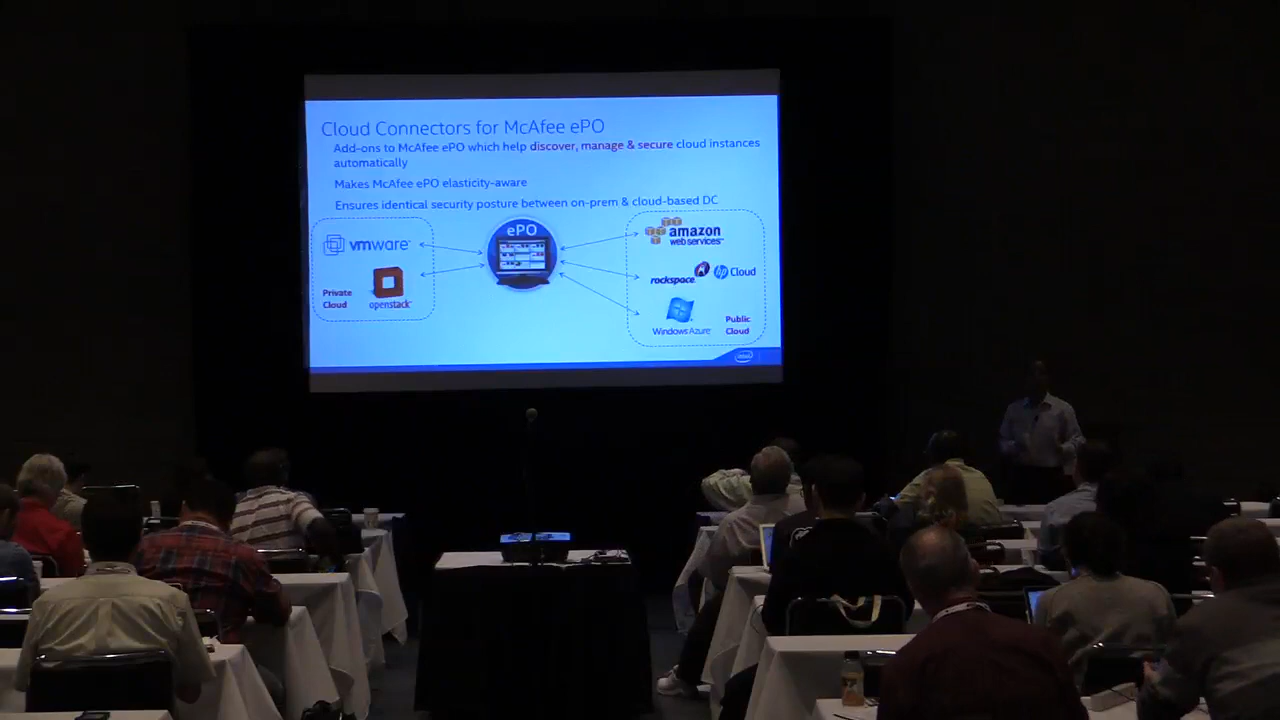 Cloud Connectors for McAfee ePO
Add-ons to McAfee ePO which help discover, manage & secure cloud instances
automatically
Makes McAfee ePO elasticity-aware
Ensures identical security posture between on-prem & cloud-based DC
vmware
Private
Cloud
openstack
ePO
amazon
web services
rackspace
hp Cloud
Windows Azure
Public
Cloud
intel